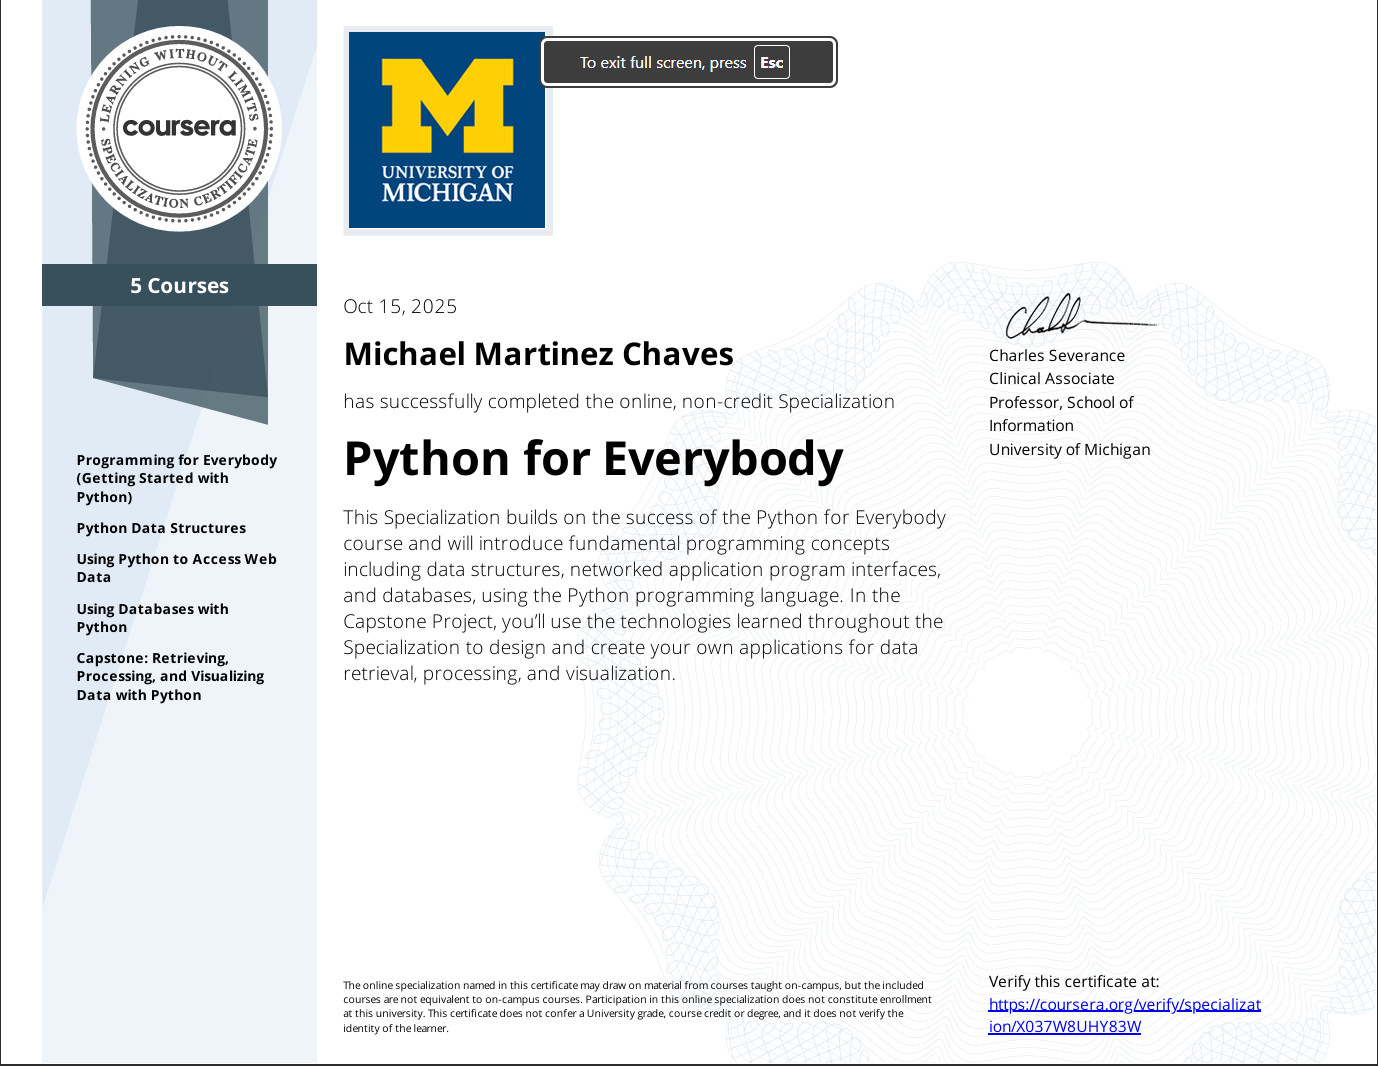 LEARNING WITHOUT LIMITS
coursera
SPECIALIZATION CERTIFICATE
5 Courses
Programming for Everybody
(Getting Started with
Python)
Python Data Structures
Using Python to Access Web
Data
Using Databases with
Python
Capstone: Retrieving,
Processing, and Visualizing
Data with Python
M
UNIVERSITY OF
MICHIGAN
To exit full screen, press Esc
Oct 15, 2025
Michael Martinez Chaves
has successfully completed the online, non-credit Specialization
Python for Everybody
This Specialization builds on the success of the Python for Everybody
course and will introduce fundamental programming concepts
including data structures, networked application program interfaces,
and databases, using the Python programming language. In the
Capstone Project, you’ll use the technologies learned throughout the
Specialization to design and create your own applications for data
retrieval, processing, and visualization.
Charles Severance
Clinical Associate
Professor, School of
Information
University of Michigan
The online specialization named in this certificate may draw on material from courses taught on-campus, but the included
courses are not equivalent to on-campus courses. Participation in this online specialization does not constitute enrollment
at this university. This certificate does not confer a University grade, course credit or degree, and it does not verify the
identity of the learner.
Verify this certificate at:
https://coursera.org/verify/specializat
ion/X037W8UHY83W